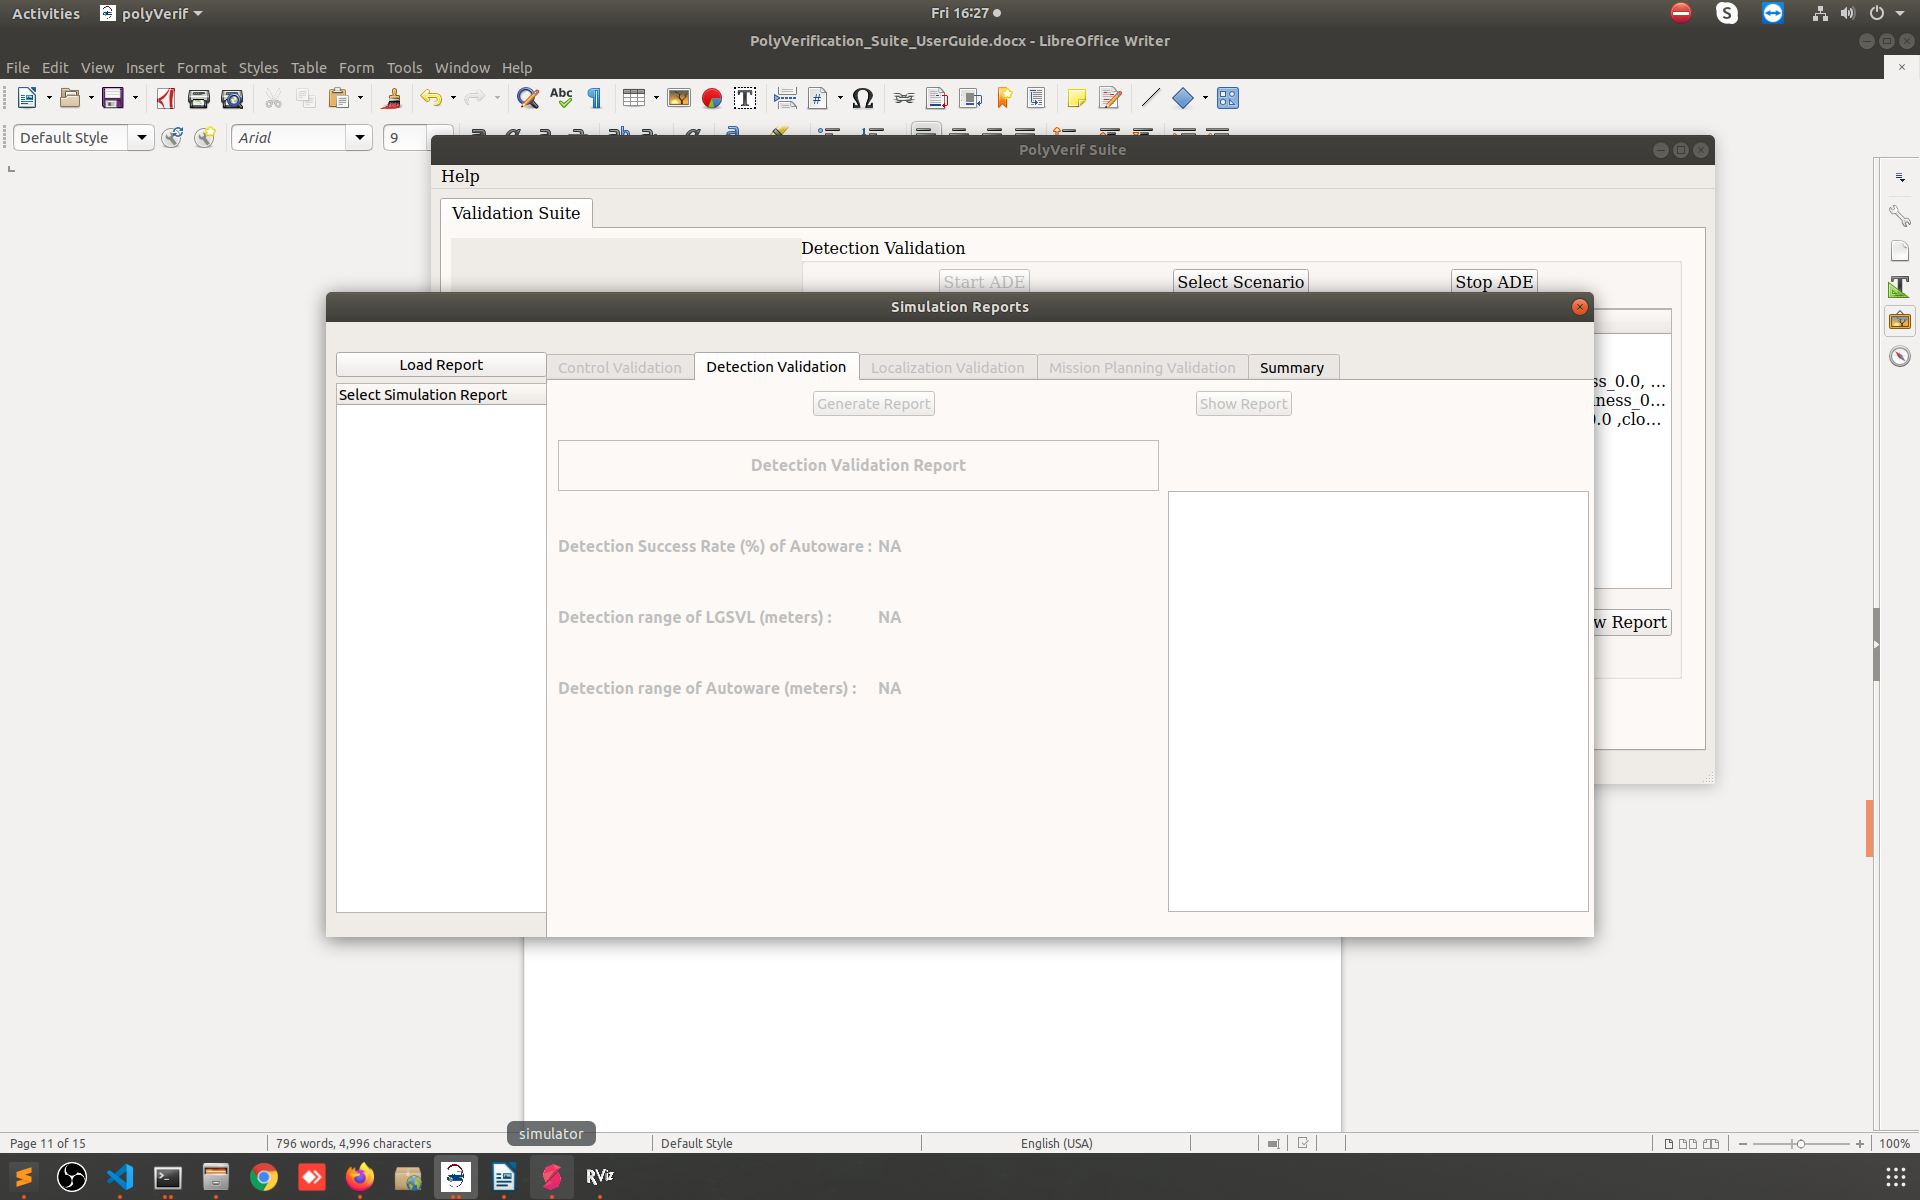 Activities
polyVerif
Fri 16:27
PolyVerification_Suite_UserGuide.docx - LibreOffice Writer
File Edit View Insert Format Styles Table Form Tools Window Help
Default Style
Arial
9
PolyVerif Suite
Help
Validation Suite
Detection Validation
Start ADE
Select Scenario
Stop ADE
Simulation Reports
Load Report
Control Validation
Detection Validation
Localization Validation
Mission Planning Validation
Summary
Select Simulation Report
Generate Report
Show Report
ss_0.0, ...
iness_0...
).0 ,clo...
Detection Validation Report
Detection Success Rate (%) of Autoware : NA
Detection range of LGSVL (meters) : NA
w Report
Detection range of Autoware (meters) : NA
simulator
Page 11 of 15
796 words, 4,996 characters
Default Style
English (USA)
100%
RViz